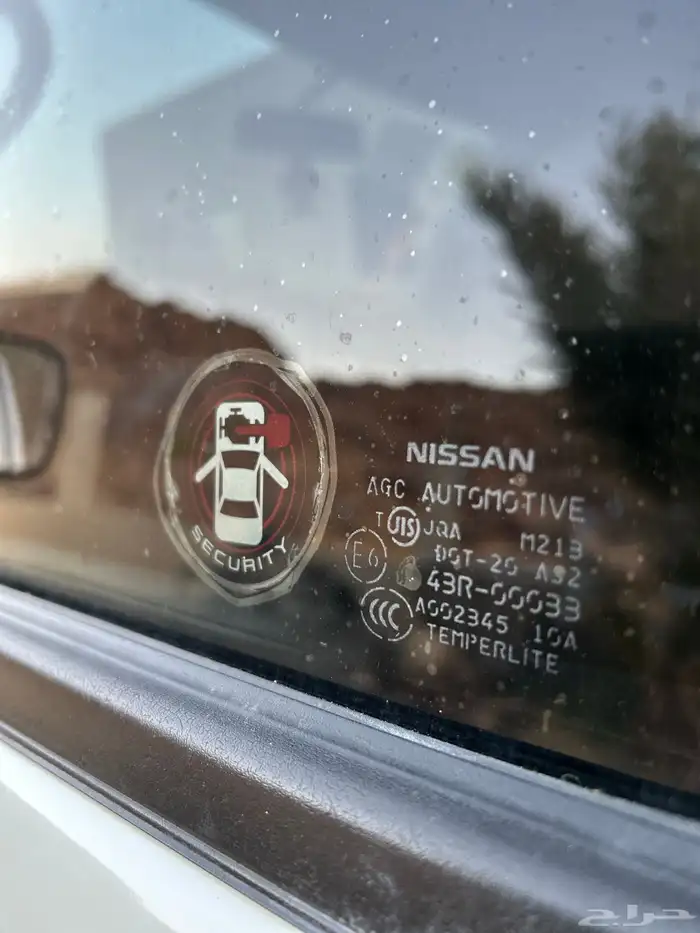 SECURITY
NISSAN
AGC AUTOMOTIVE
T JIS JQA M213
E6 DOT-20 AS2
43R-00033
CCC A002345 10A
TEMPERLITE
حراج